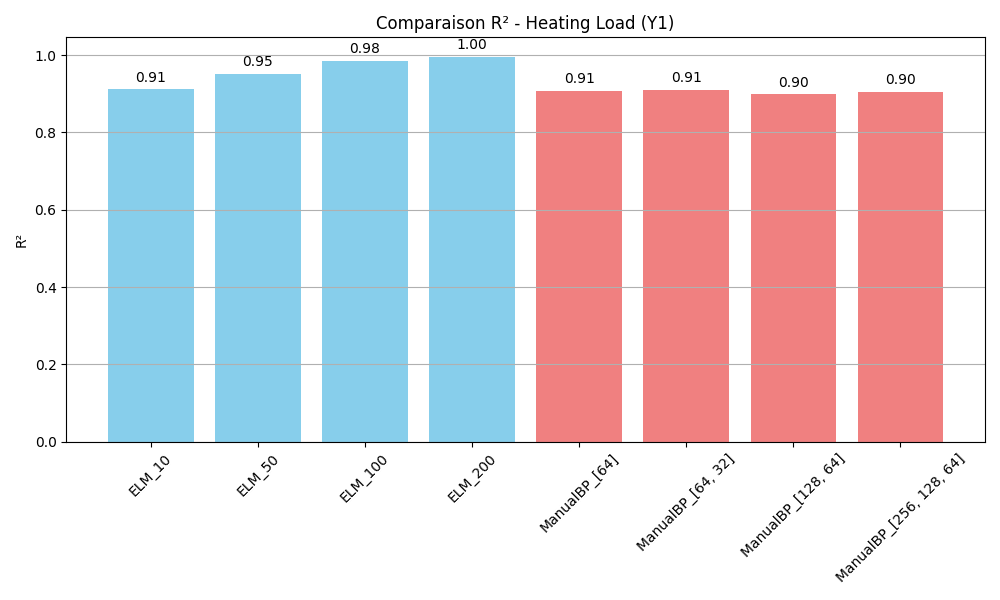 Comparaison R² - Heating Load (Y1)
R²
1.0
0.8
0.6
0.4
0.2
0.0
0.91
0.95
0.98
1.00
0.91
0.91
0.90
0.90
ELM_10
ELM_50
ELM_100
ELM_200
ManualBP_[64]
ManualBP_[64, 32]
ManualBP_[128, 64]
ManualBP_[256, 128, 64]